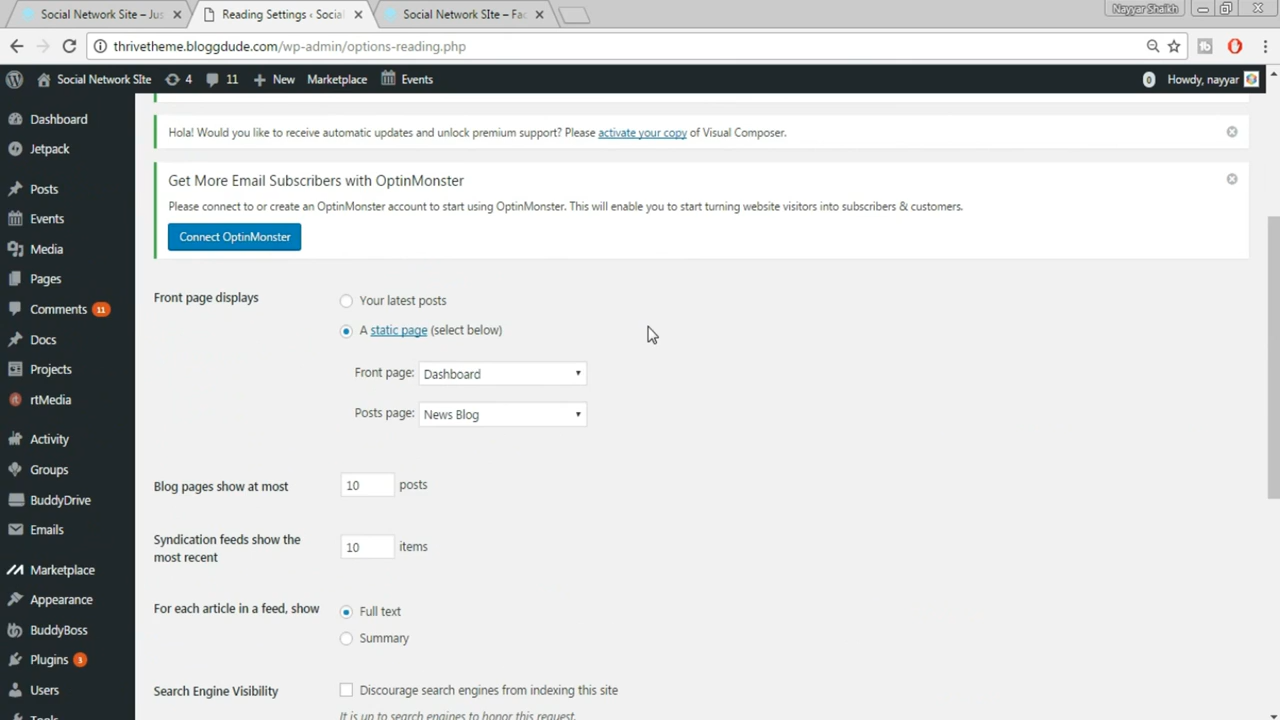 Social Network Site – Jus
Reading Settings ‹ Social
Social Network SIte – Fac
Nayyar Shaikh
thrivetheme.bloggdude.com/wp-admin/options-reading.php
Social Network SIte
4
11
New
Marketplace
Events
0
Howdy, nayyar
Dashboard
Jetpack
Posts
Events
Media
Pages
Comments 11
Docs
Projects
rt rtMedia
Activity
Groups
BuddyDrive
Emails
Marketplace
Appearance
BuddyBoss
Plugins 3
Users
Tools
Hola! Would you like to receive automatic updates and unlock premium support? Please activate your copy of Visual Composer.
Get More Email Subscribers with OptinMonster
Please connect to or create an OptinMonster account to start using OptinMonster. This will enable you to start turning website visitors into subscribers & customers.
Connect OptinMonster
Front page displays
Your latest posts
A static page (select below)
Front page: Dashboard
Posts page: News Blog
Blog pages show at most
10 posts
Syndication feeds show the
most recent
10 items
For each article in a feed, show
Full text
Summary
Search Engine Visibility
Discourage search engines from indexing this site
It is up to search engines to honor this request.